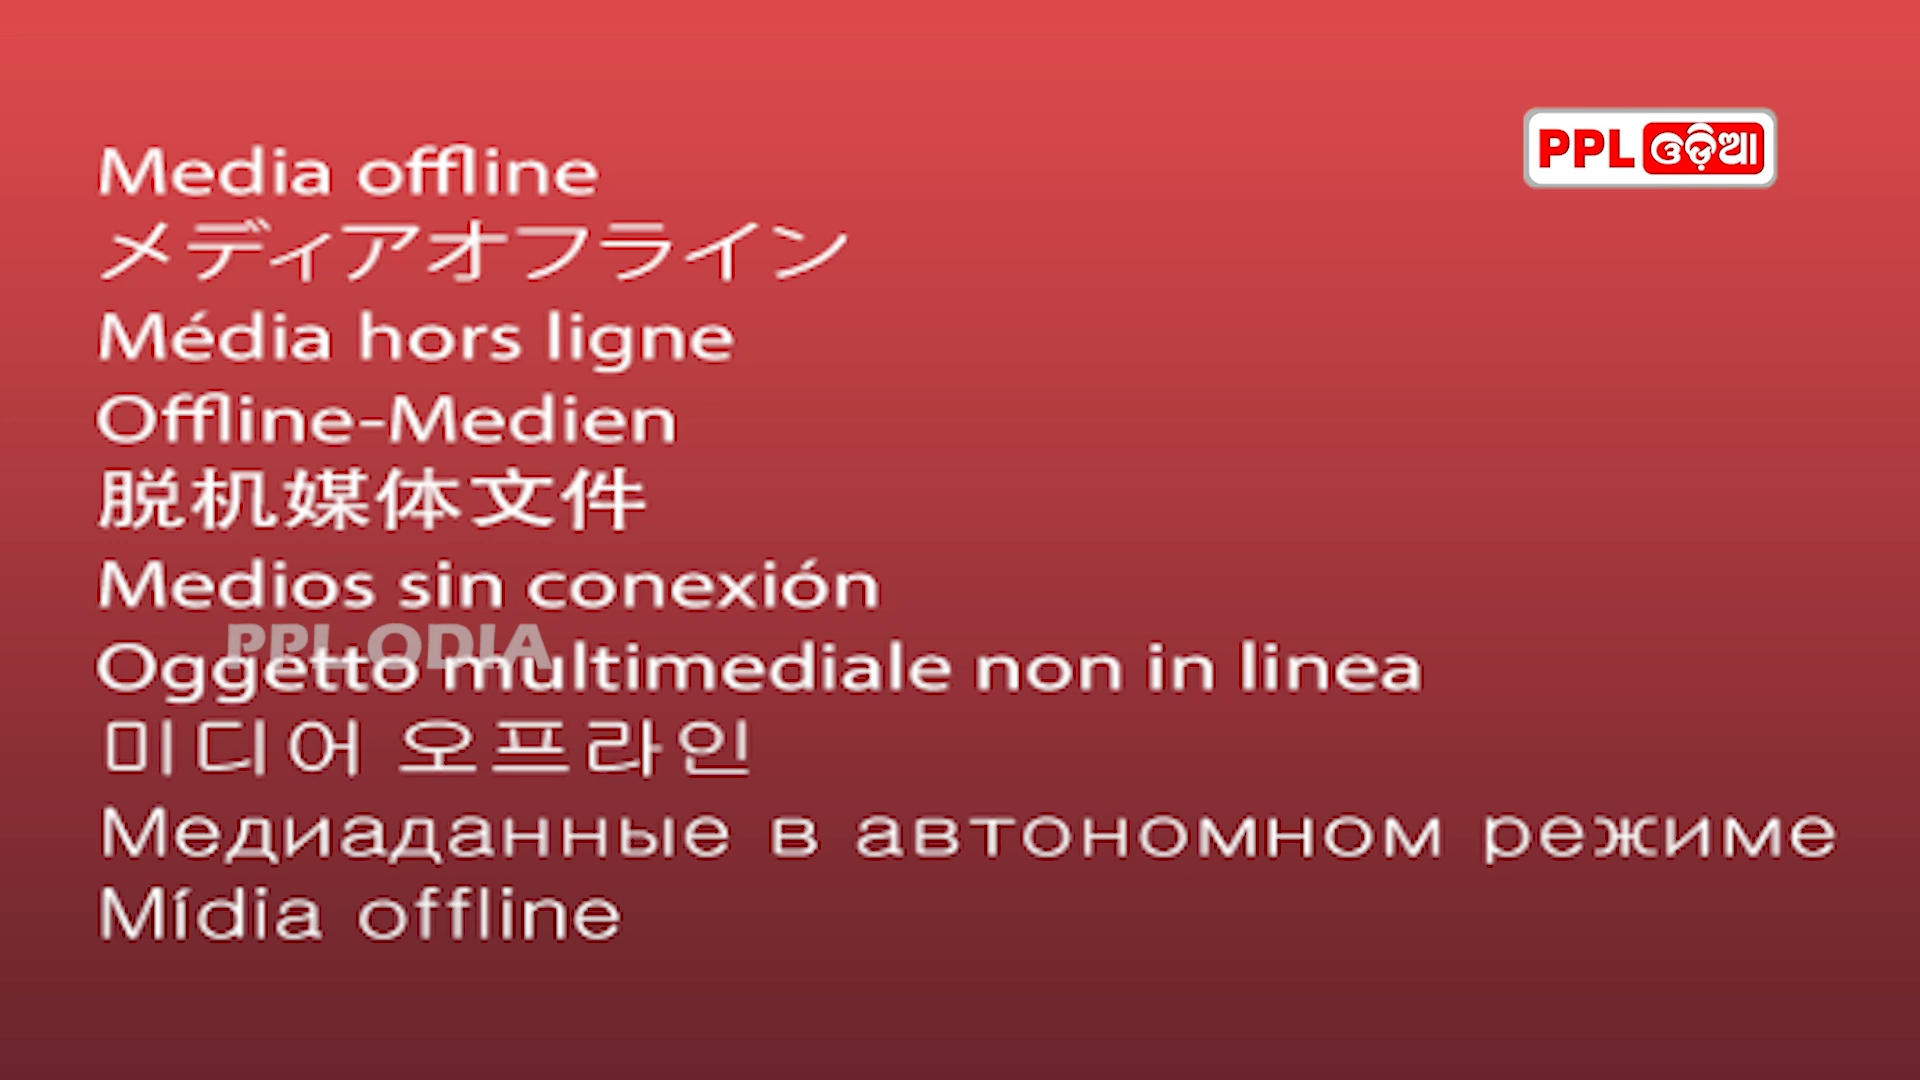 Media offline
PPL ଓଡ଼ିଆ
メディアオフライン
Média hors ligne
Offline-Medien
脱机媒体文件
Medios sin conexión
PPL ODIA
Oggetto multimediale non in linea
미디어 오프라인
Медиаданные в автономном режиме
Mídia offline